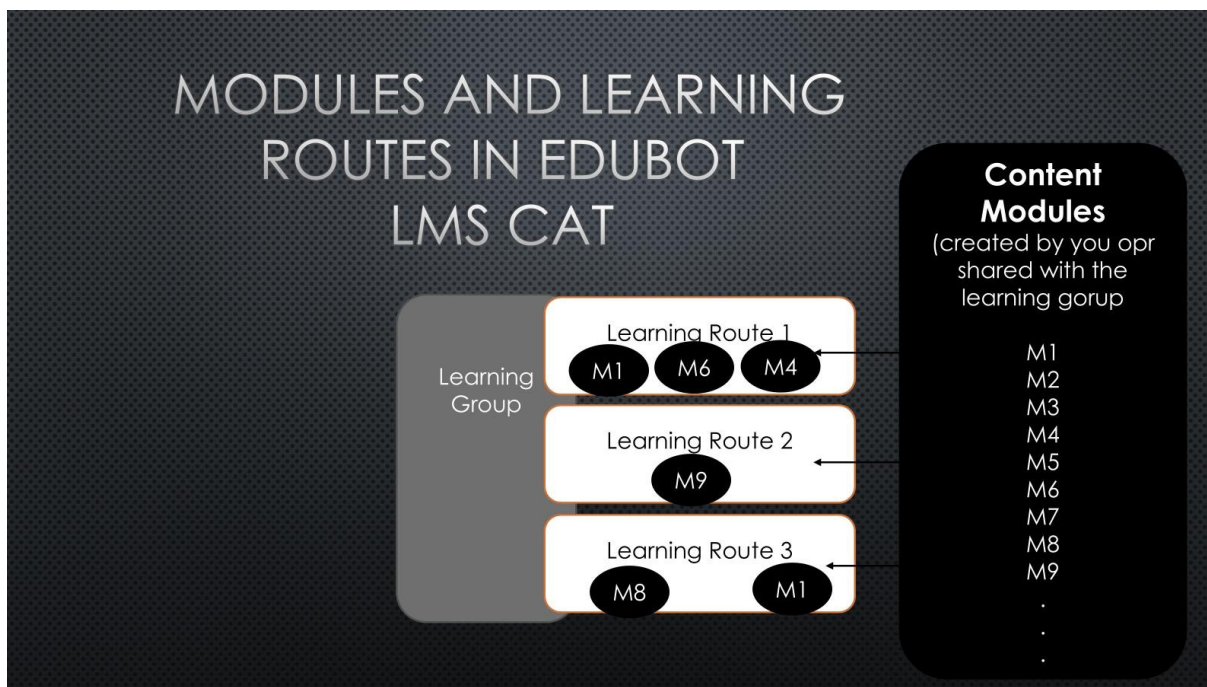 MODULES AND LEARNING
ROUTES IN EDUBOT
LMS CAT
Learning
Group
Learning Route 1
M1 M6 M4
Learning Route 2
M9
Learning Route 3
M8 M1
Content
Modules
(created by you opr
shared with the
learning gorup
M1
M2
M3
M4
M5
M6
M7
M8
M9
.
.
.